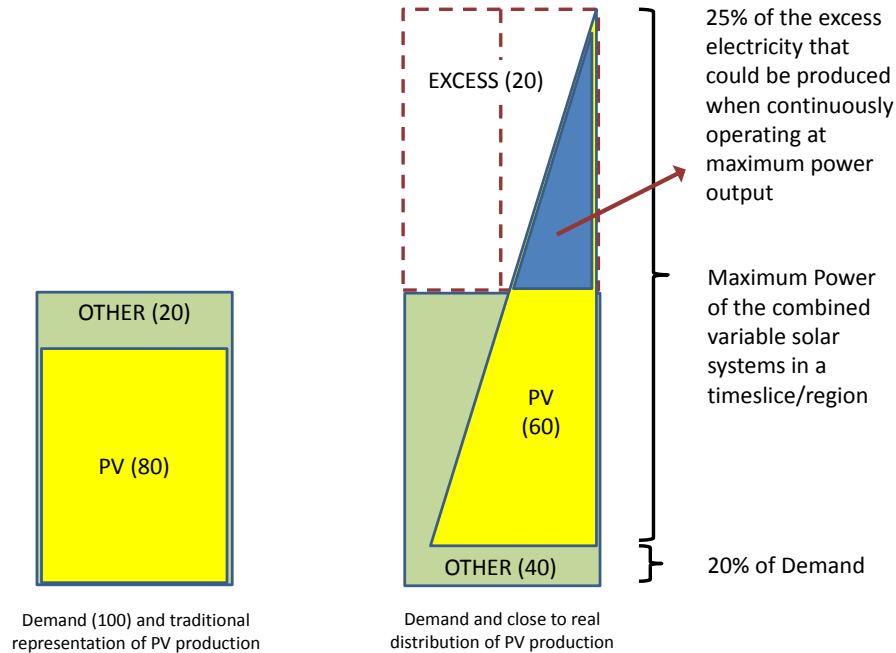 OTHER (20)
PV (80)
Demand (100) and traditional
representation of PV production
EXCESS (20)
PV
(60)
OTHER (40)
Demand and close to real
distribution of PV production
25% of the excess
electricity that
could be produced
when continuously
operating at
maximum power
output
Maximum Power
of the combined
variable solar
systems in a
timeslice/region
20% of Demand